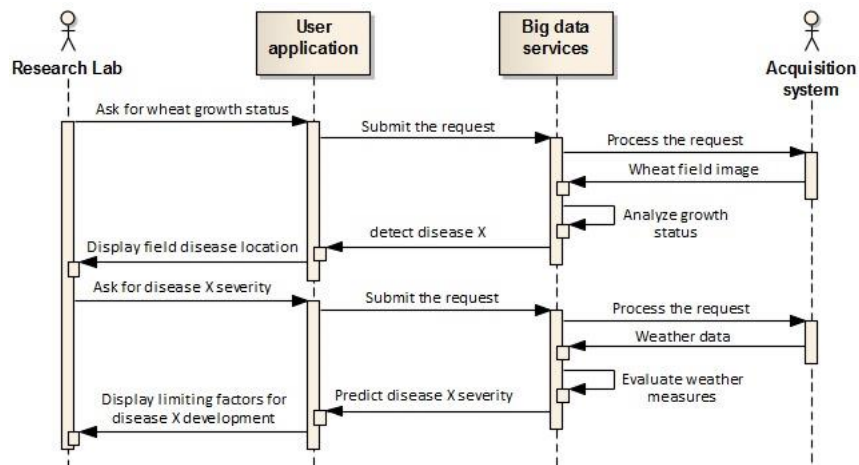 Research Lab
User
application
Big data
services
Acquisition
system
Ask for wheat growth status
Submit the request
Process the request
Wheat field image
Analyze growth
status
detect disease X
Display field disease location
Ask for disease X severity
Submit the request
Process the request
Weather data
Evaluate weather
measures
Predict disease X severity
Display limiting factors for
disease X development